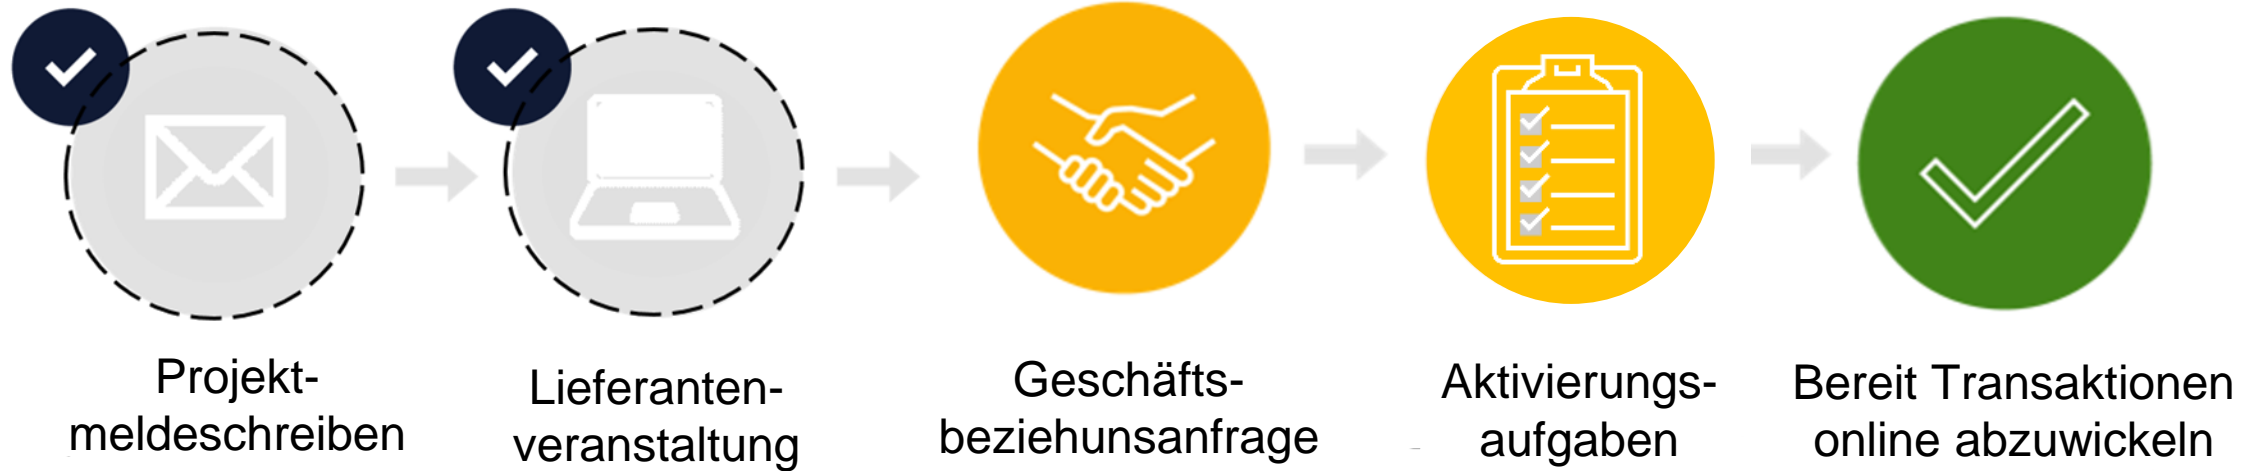 Projekt-
meldeschreiben
Lieferanten-
veranstaltung
Geschäfts-
beziehunsanfrage
Aktivierungs-
aufgaben
Bereit Transaktionen
online abzuwickeln